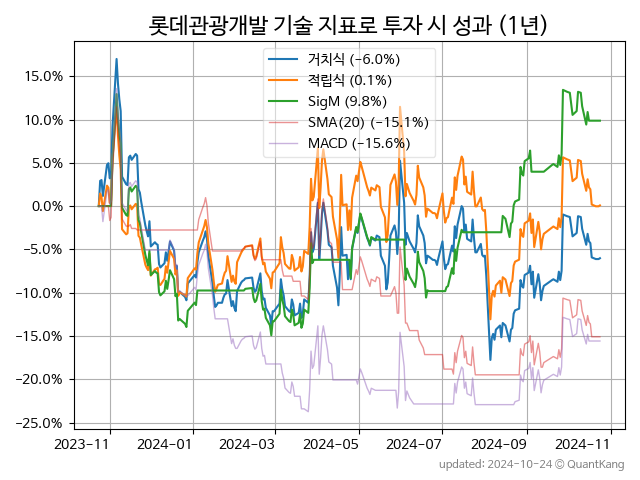 롯데관광개발 기술 지표로 투자 시 성과 (1년)
거치식 (-6.0%)
적립식 (0.1%)
SigM (9.8%)
SMA(20) (-15.1%)
MACD (-15.6%)
15.0%
10.0%
5.0%
0.0%
-5.0%
-10.0%
-15.0%
-20.0%
-25.0%
2023-11 2024-01 2024-03 2024-05 2024-07 2024-09 2024-11
updated: 2024-10-24 © QuantKang